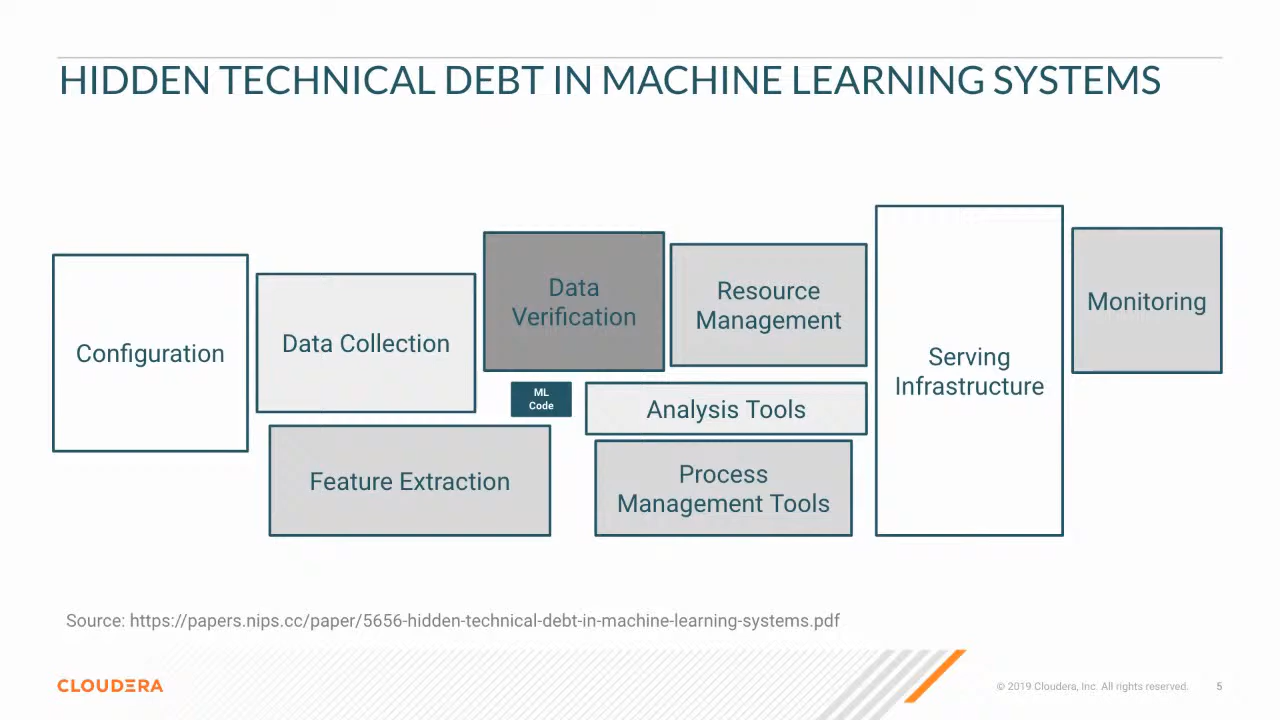 HIDDEN TECHNICAL DEBT IN MACHINE LEARNING SYSTEMS
Configuration
Data Collection
Data
Verification
Resource
Management
Serving
Infrastructure
Monitoring
ML
Code
Analysis Tools
Feature Extraction
Process
Management Tools
Source: https://papers.nips.cc/paper/5656-hidden-technical-debt-in-machine-learning-systems.pdf
CLOUDERA
© 2019 Cloudera, Inc. All rights reserved.
5